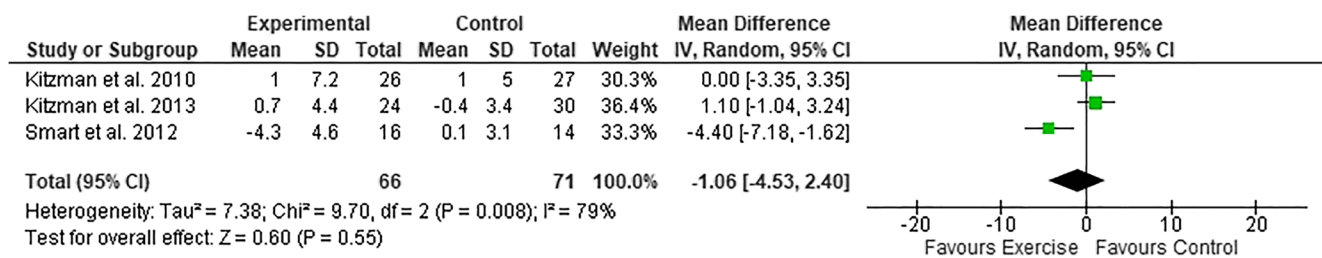 Experimental Control Mean Difference Mean Difference
Study or Subgroup Mean SD Total Mean SD Total Weight IV, Random, 95% CI IV, Random, 95% CI
Kitzman et al. 2010 1 7.2 26 1 5 27 30.3% 0.00 [-3.35, 3.35]
Kitzman et al. 2013 0.7 4.4 24 -0.4 3.4 30 36.4% 1.10 [-1.04, 3.24]
Smart et al. 2012 -4.3 4.6 16 0.1 3.1 14 33.3% -4.40 [-7.18, -1.62]
Total (95% CI) 66 71 100.0% -1.06 [-4.53, 2.40]
Heterogeneity: Tau² = 7.38; Chi² = 9.70, df = 2 (P = 0.008); I² = 79%
Test for overall effect: Z = 0.60 (P = 0.55)
-20 -10 0 10 20
Favours Exercise Favours Control